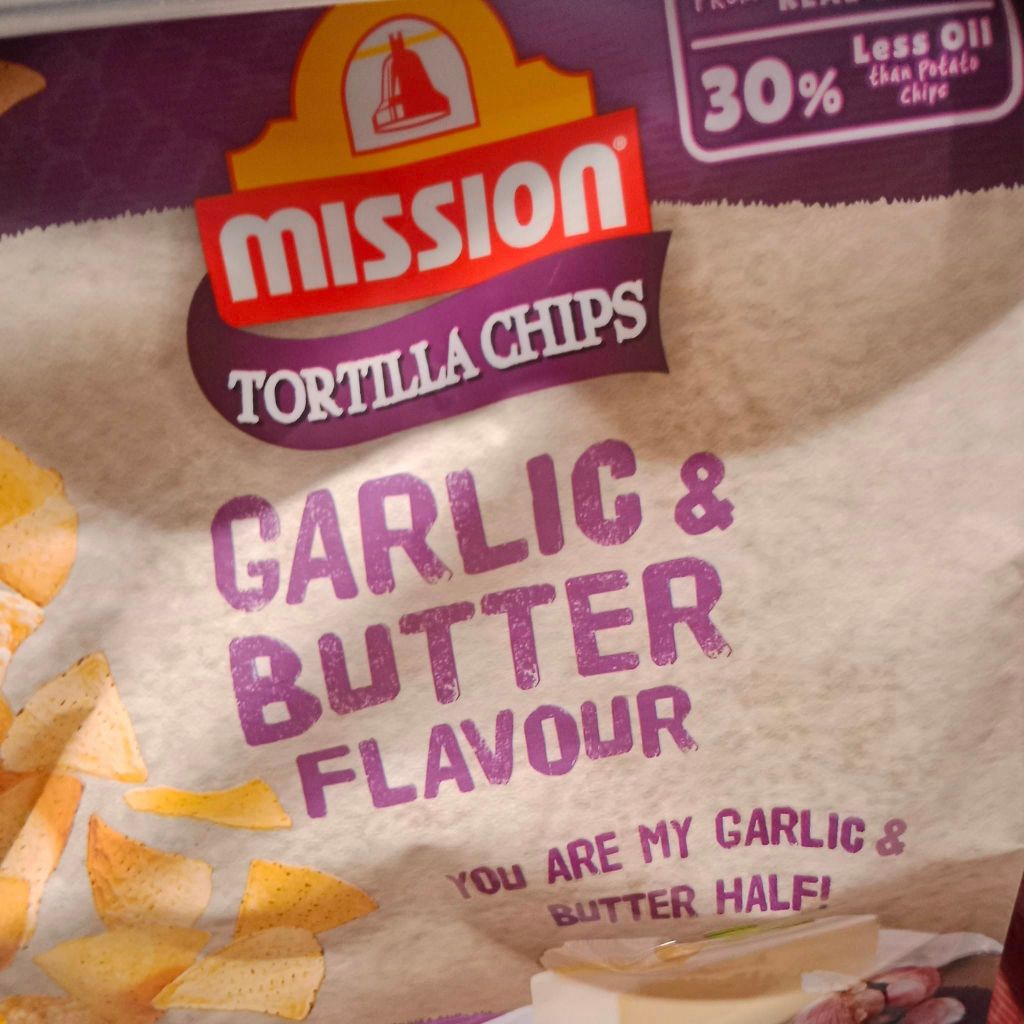 30% Less Oil
than Potato
Chips
MISSION®
TORTILLA CHIPS
GARLIC &
BUTTER
FLAVOUR
YOU ARE MY GARLIC &
BUTTER HALF!